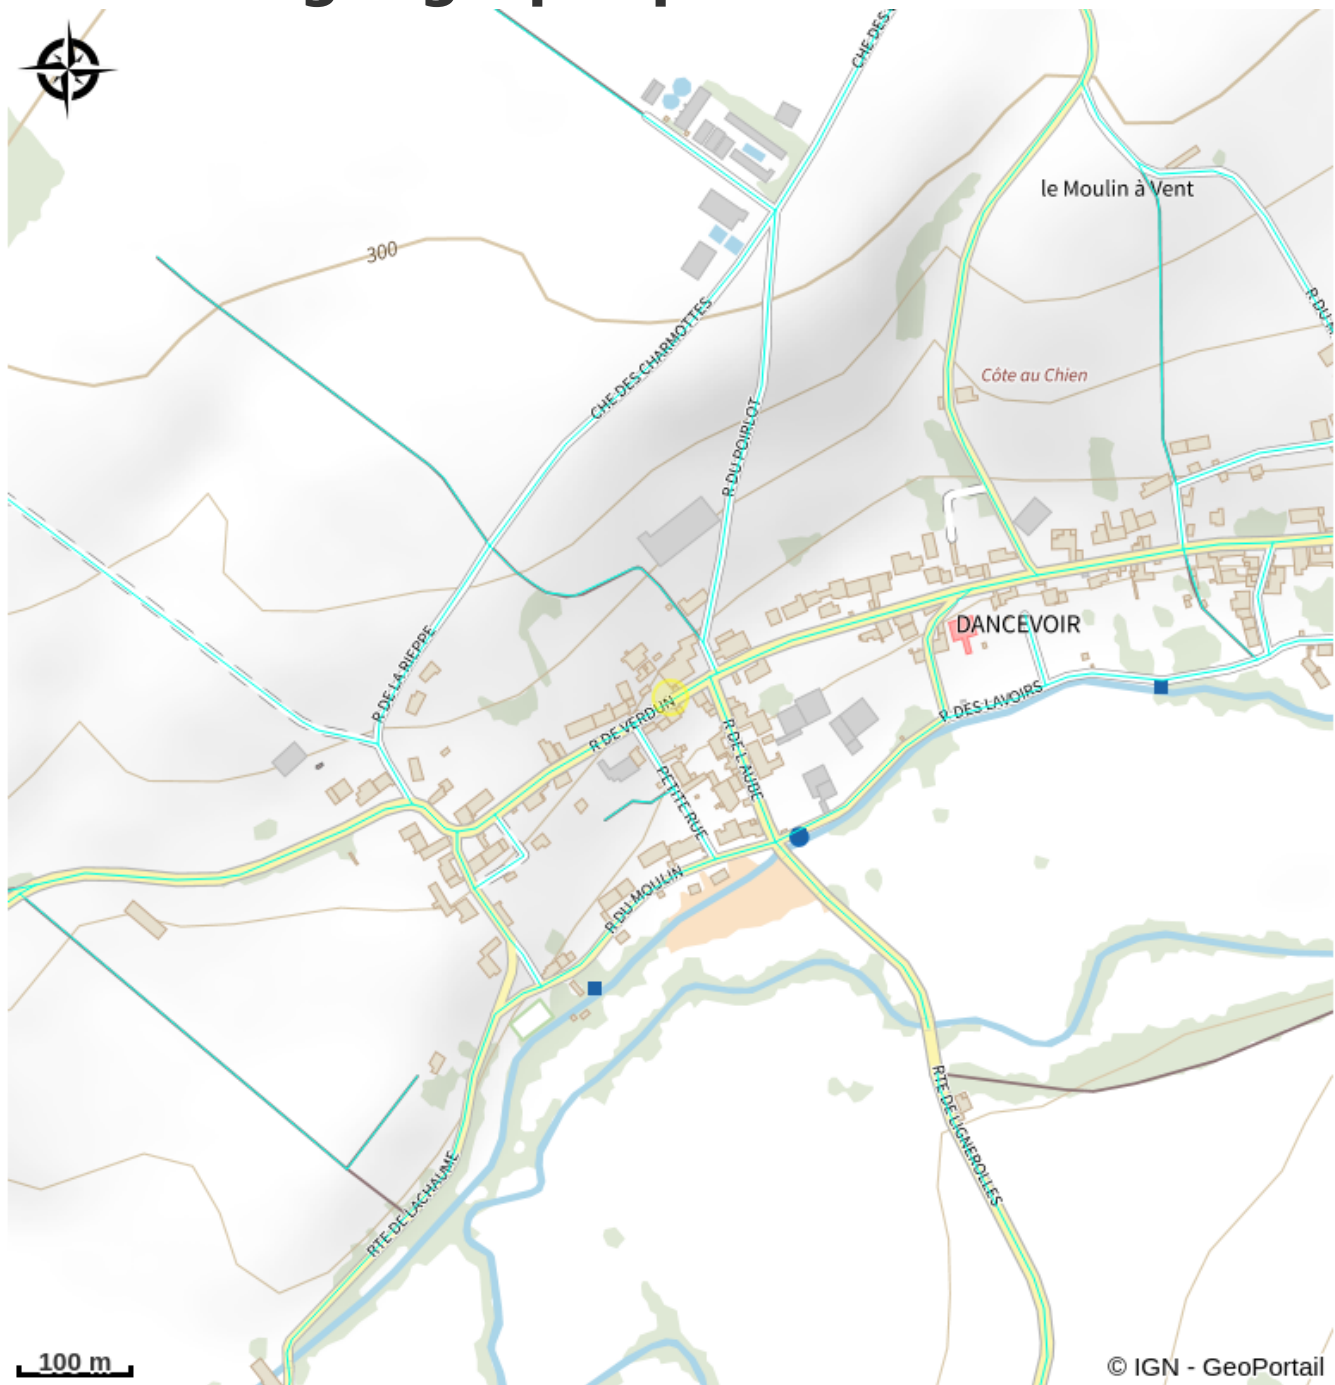 CHE DES
le Moulin à Vent
300
R DU
CHE DES CHARMOTTES
Côte au Chien
R DU POIRLOT
DANCEVOIR
R DE LA RIEPPE
R DES LAVOIRS
R DE VERDUN
R DE L AUBE
PETITE RUE
R DU MOULIN
RTE DE LIGNEROLLES
RTE DE LACHAUME
100 m
© IGN - GeoPortail